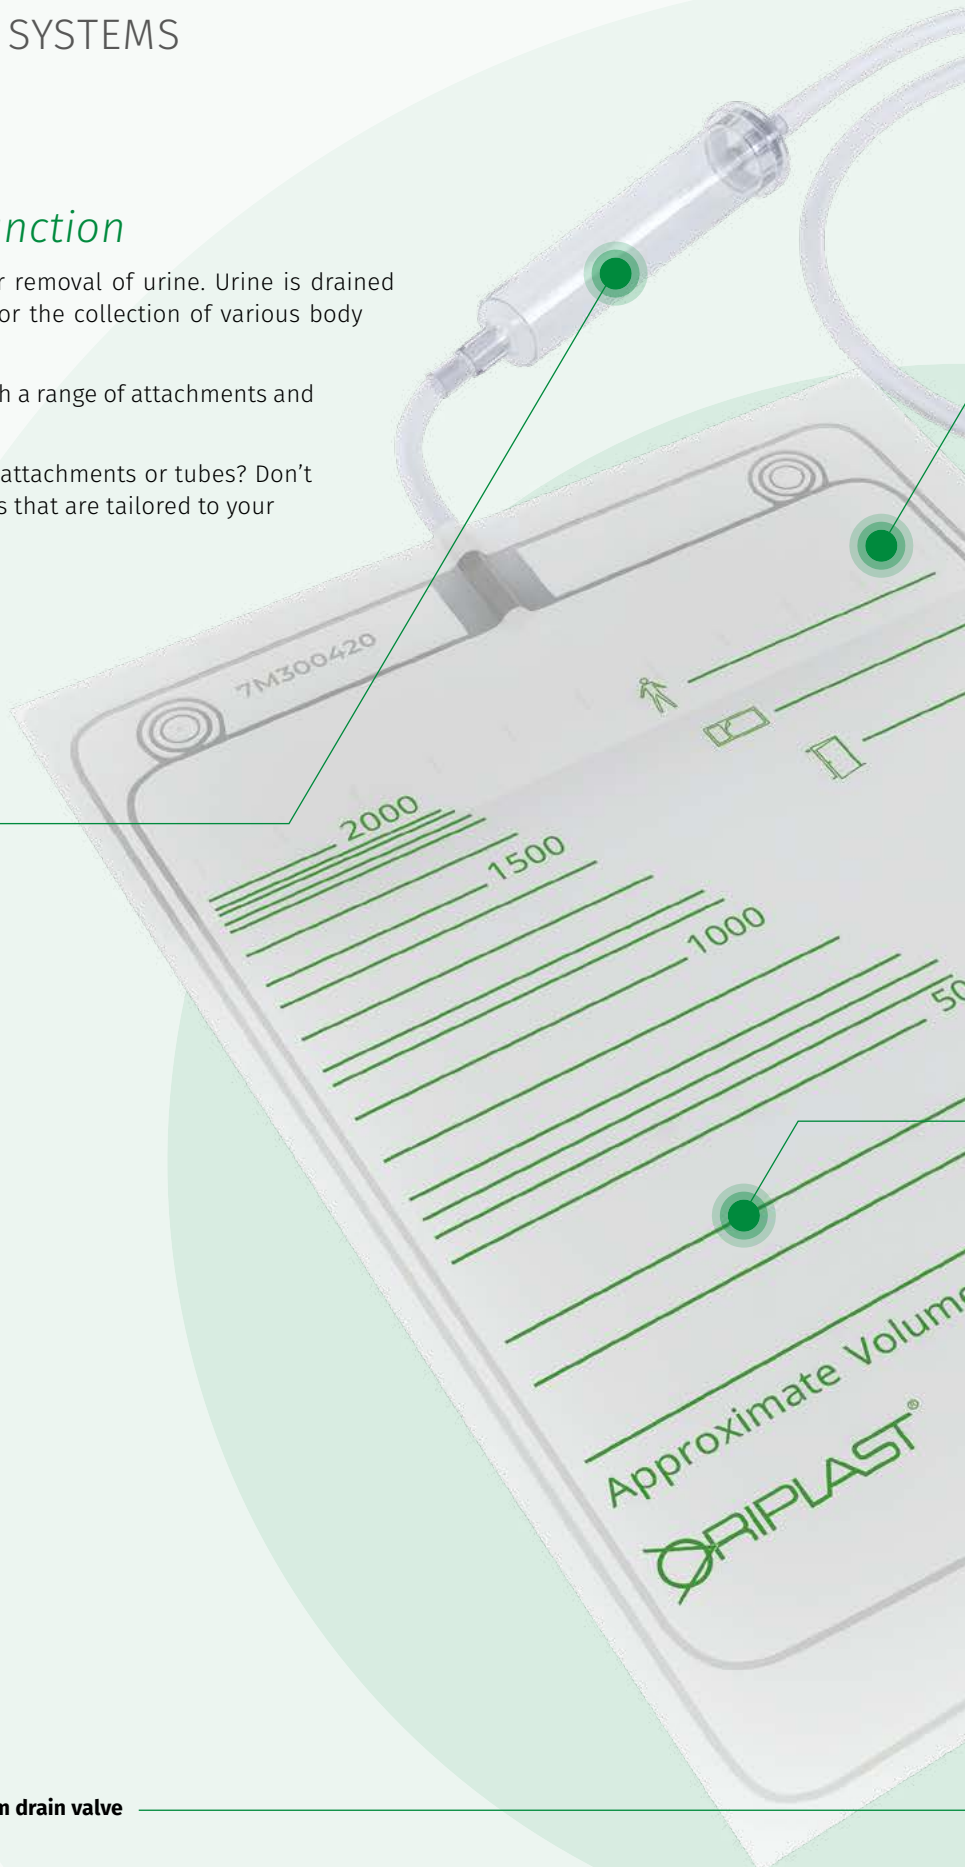 SYSTEMS
nction
r removal of urine. Urine is drained
or the collection of various body
h a range of attachments and
attachments or tubes? Don’t
s that are tailored to your
7M300420
2000
1500
1000
50
Approximate Volume
ORIPLAST®
m drain valve